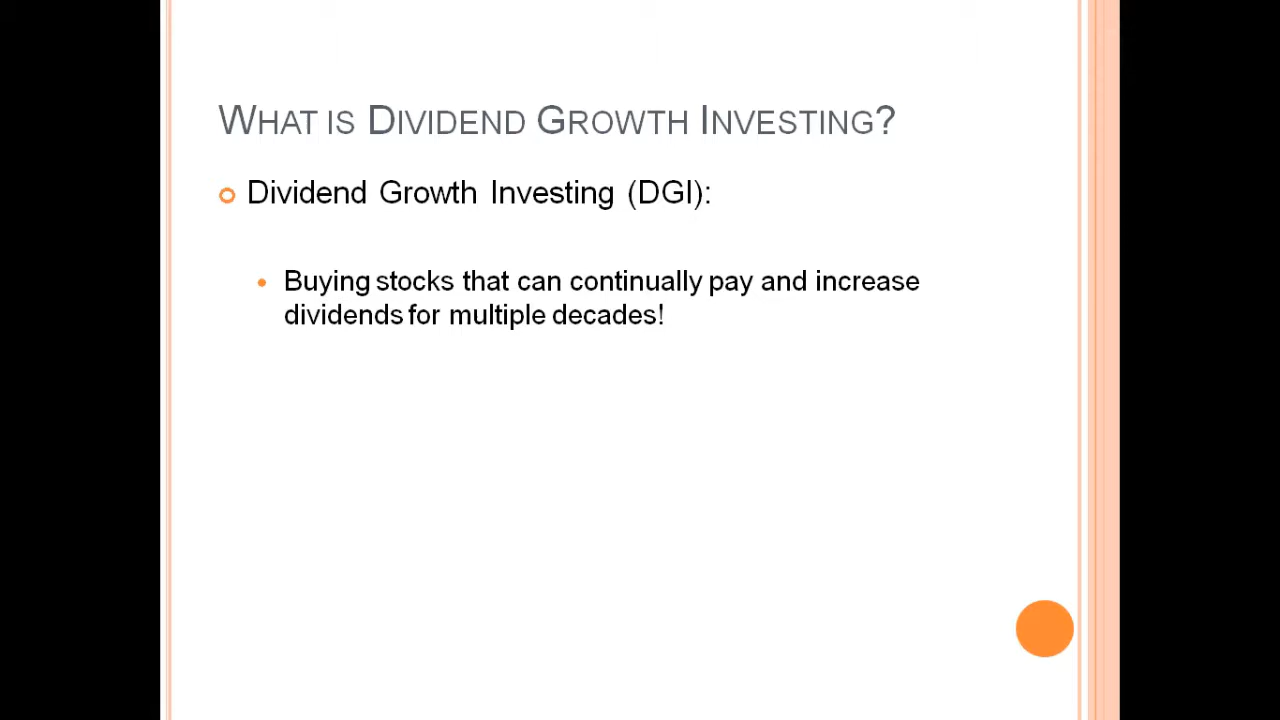 What is Dividend Growth Investing?
Dividend Growth Investing (DGI):
Buying stocks that can continually pay and increase
dividends for multiple decades!